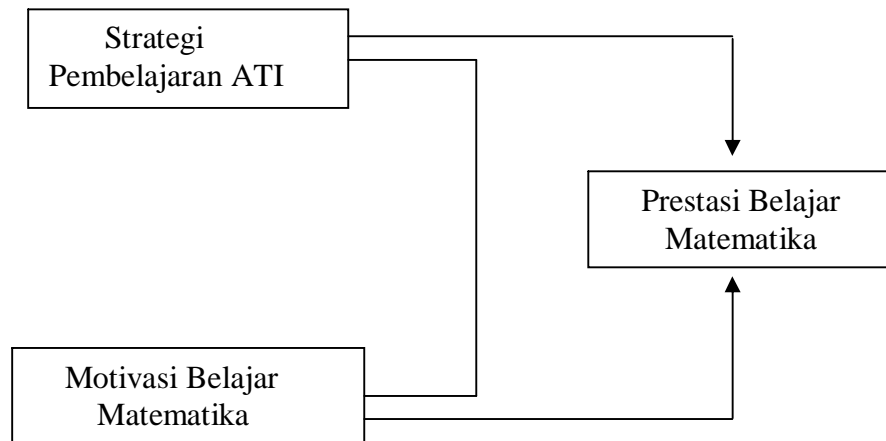 Strategi
Pembelajaran ATI
Prestasi Belajar
Matematika
Motivasi Belajar
Matematika